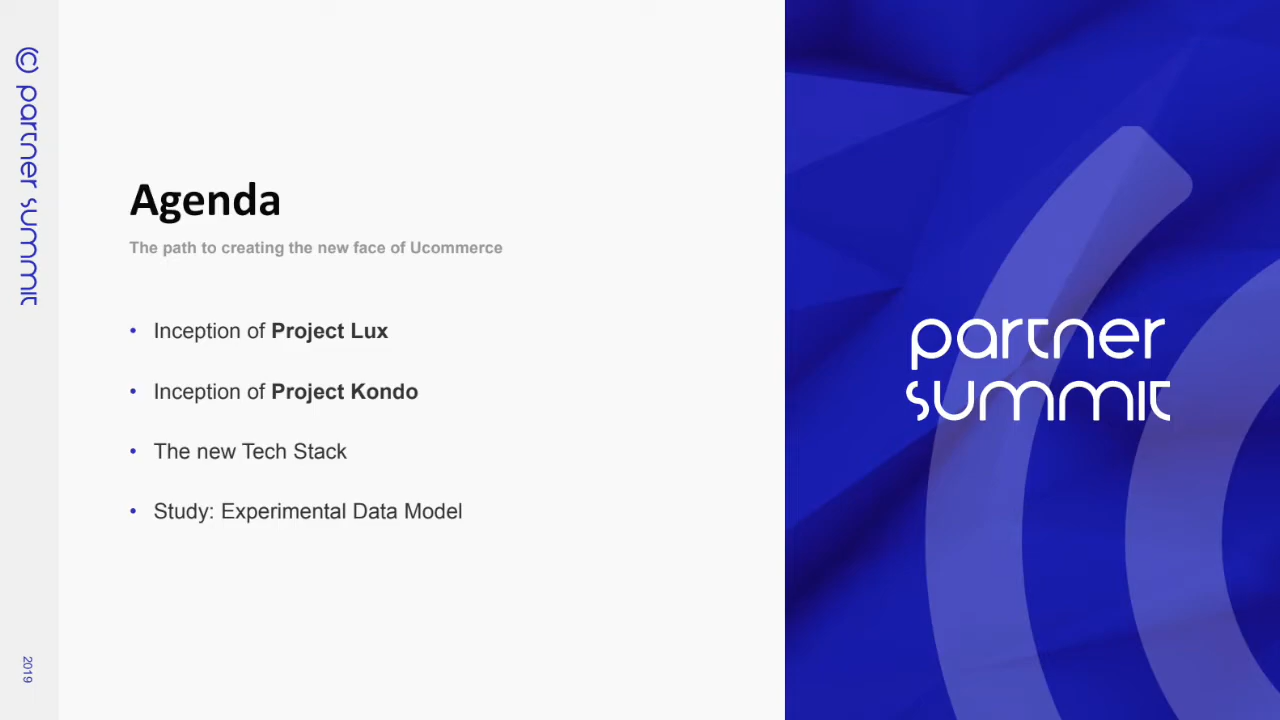 © partner summit
2019
Agenda
The path to creating the new face of Ucommerce
• Inception of Project Lux
• Inception of Project Kondo
• The new Tech Stack
• Study: Experimental Data Model
partner
summit